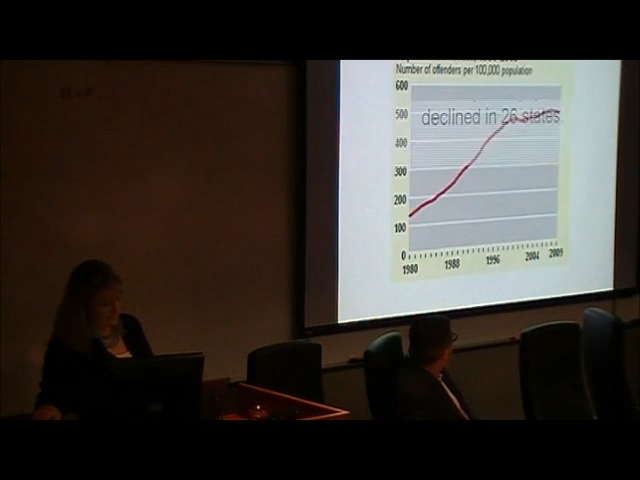 Number of offenders per 100,000 population
600
declined in 26 states.
500
400
300
200
100
0
1980 1988 1996 2004 2009